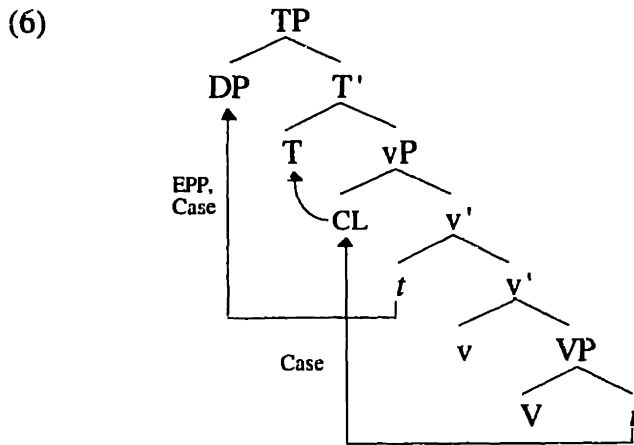 (6)
TP
DP T'
T vP
EPP,
Case
CL v'
t v'
v VP
Case
V t